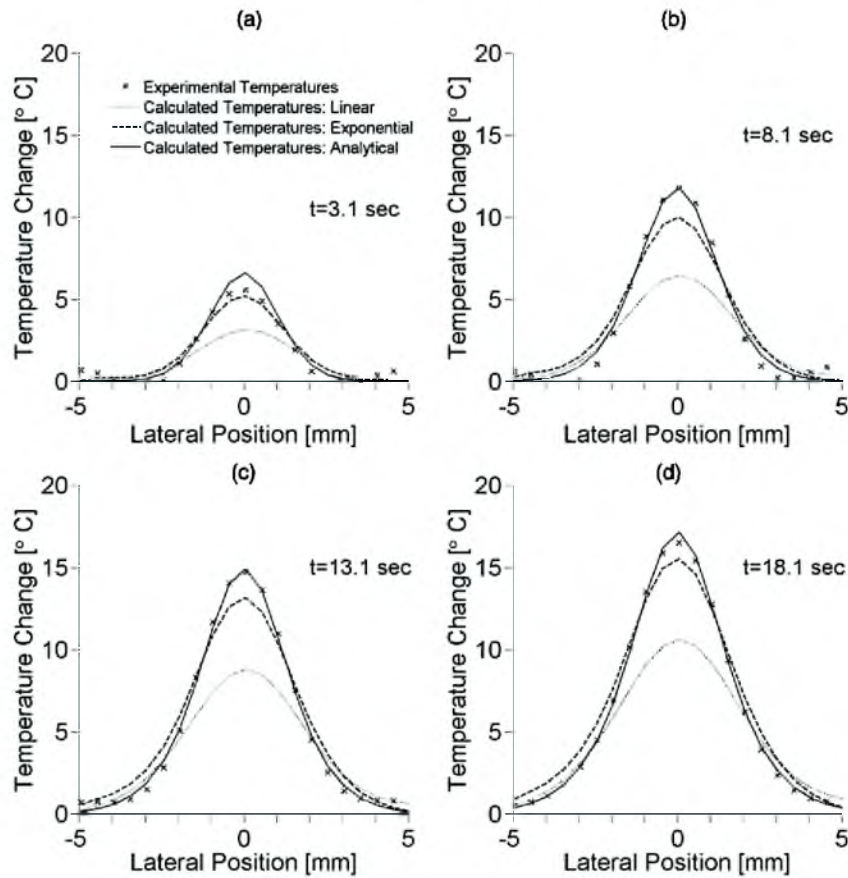 (a)
20
15
10
5
0
Temperature Change [° C]
Experimental Temperatures
Calculated Temperatures: Linear
Calculated Temperatures: Exponential
Calculated Temperatures: Analytical
t=3.1 sec
-5
0
5
Lateral Position [mm]
(b)
20
15
10
5
0
Temperature Change [° C]
t=8.1 sec
-5
0
5
Lateral Position [mm]
(c)
20
15
10
5
0
Temperature Change [° C]
t=13.1 sec
-5
0
5
Lateral Position [mm]
(d)
20
15
10
5
0
Temperature Change [° C]
t=18.1 sec
-5
0
5
Lateral Position [mm]